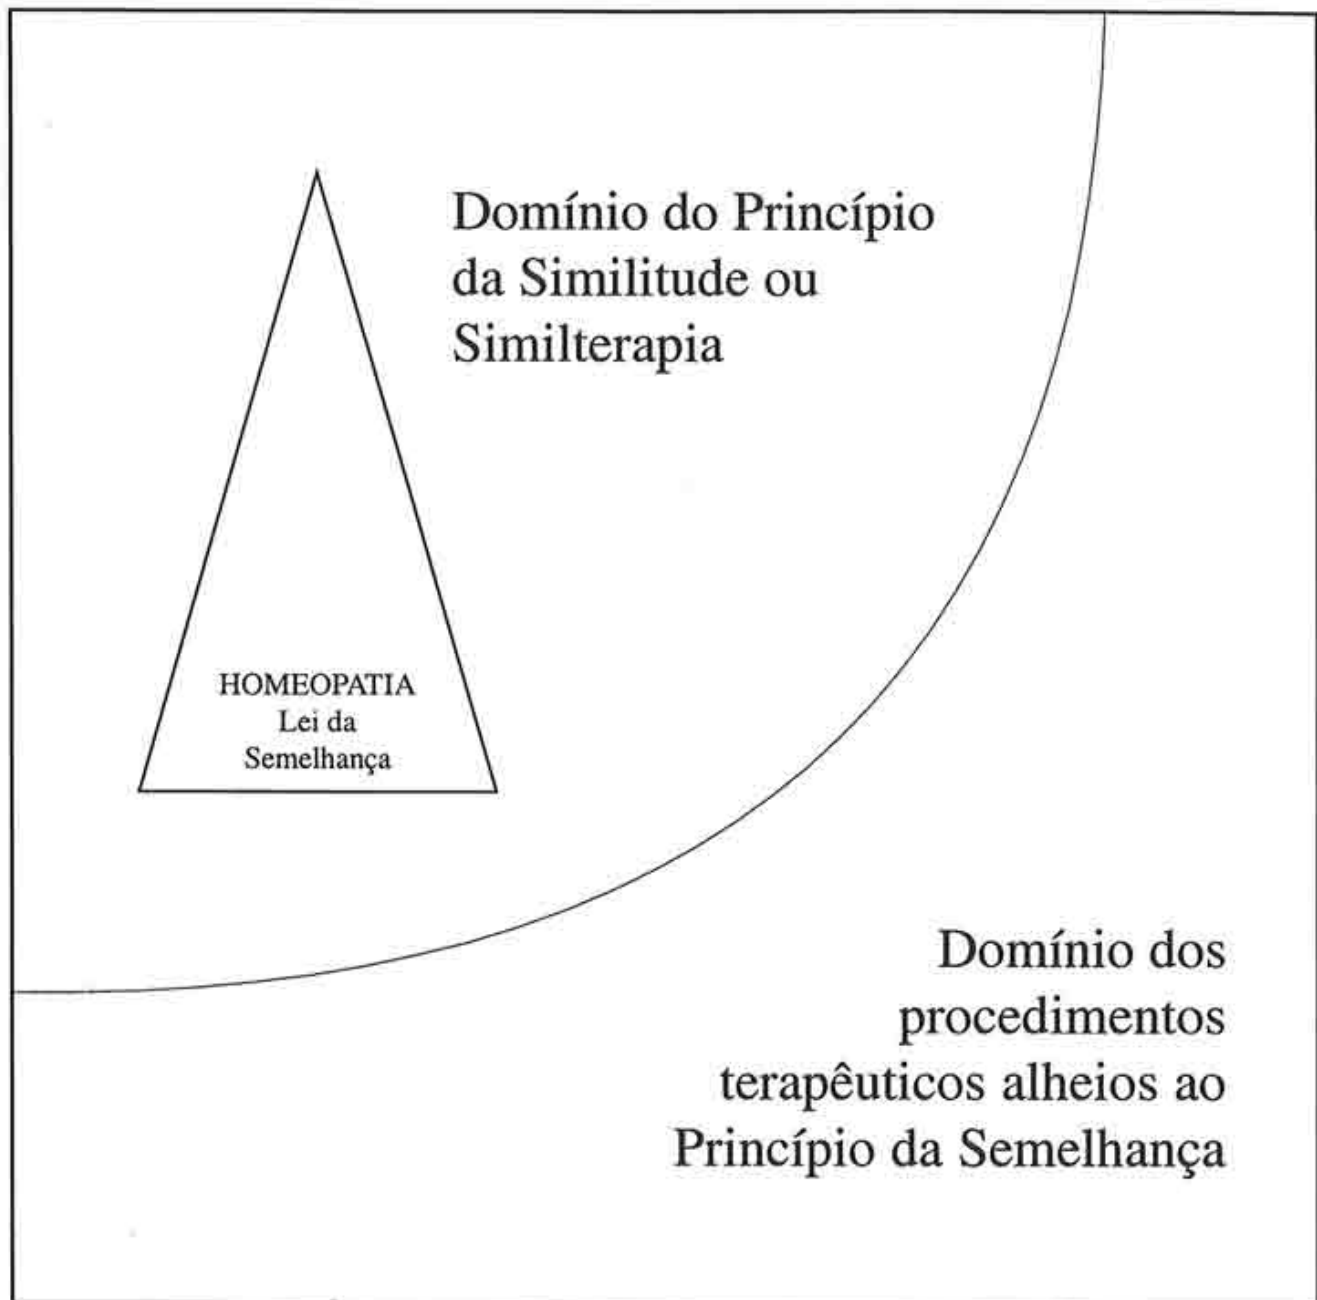 Domínio do Princípio
da Similitude ou
Similterapia
HOMEOPATIA
Lei da
Semelhança
Domínio dos
procedimentos
terapêuticos alheios ao
Princípio da Semelhança